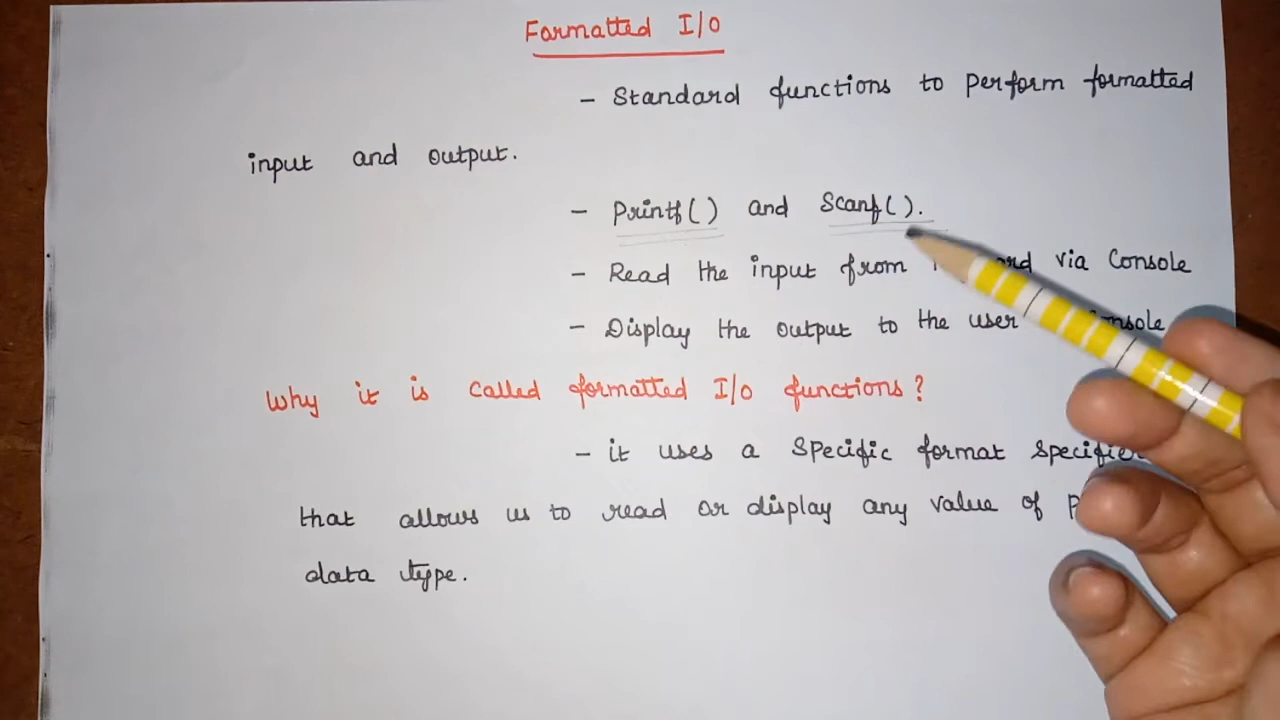 Formatted I/O
- Standard functions to perform formatted
input and output.
- Printf() and Scanf().
- Read the input from via Console
- Display the output to the user Console
Why it is called formatted I/O functions?
- it uses a specific format specifier
that allows us to read or display any value of
data type.